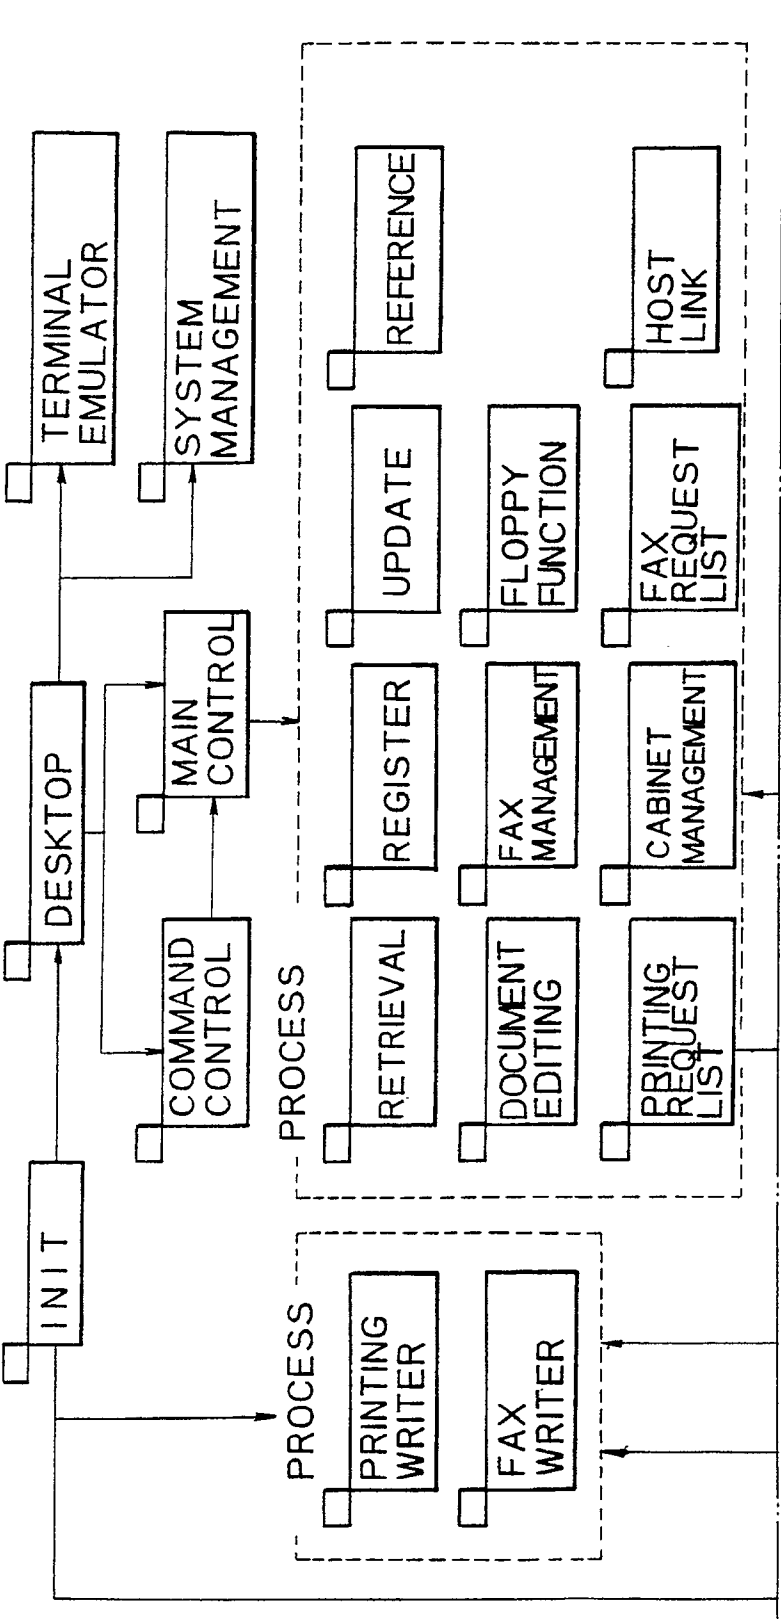 INIT
DESKTOP
TERMINAL
EMULATOR
COMMAND
CONTROL
MAIN
CONTROL
SYSTEM
MANAGEMENT
PROCESS
PRINTING
WRITER
FAX
WRITER
PROCESS
RETRIEVAL
REGISTER
UPDATE
REFERENCE
DOCUMENT
EDITING
FAX
MANAGEMENT
FLOPPY
FUNCTION
PRINTING
REQUEST
LIST
CABINET
MANAGEMENT
FAX
REQUEST
LIST
HOST
LINK